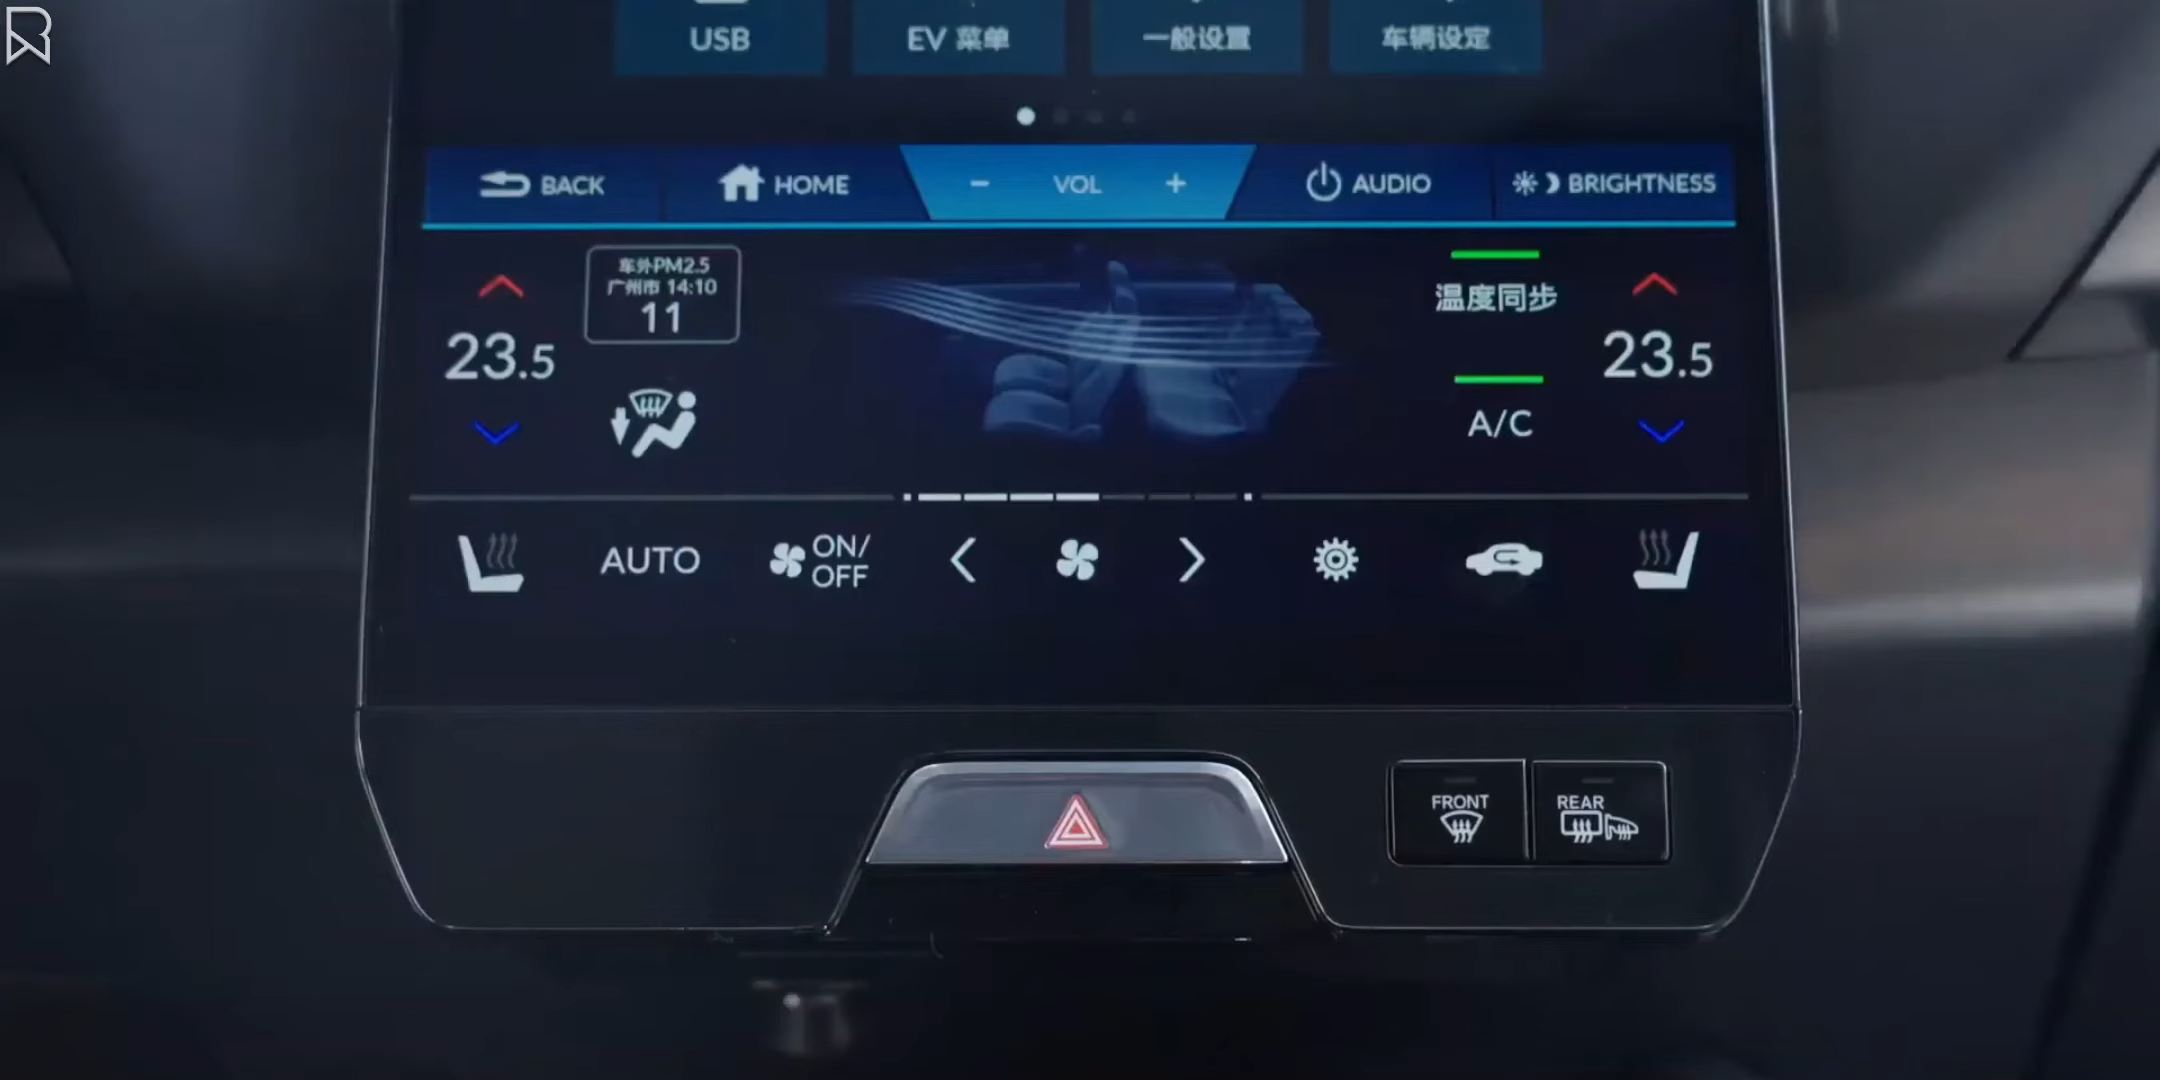 USB
EV 菜单
一般设置
车辆设定
BACK
HOME
- VOL +
AUDIO
BRIGHTNESS
车外PM2.5
广州市 14:10
11
23.5
温度同步
A/C
23.5
AUTO
ON/
OFF
FRONT
REAR